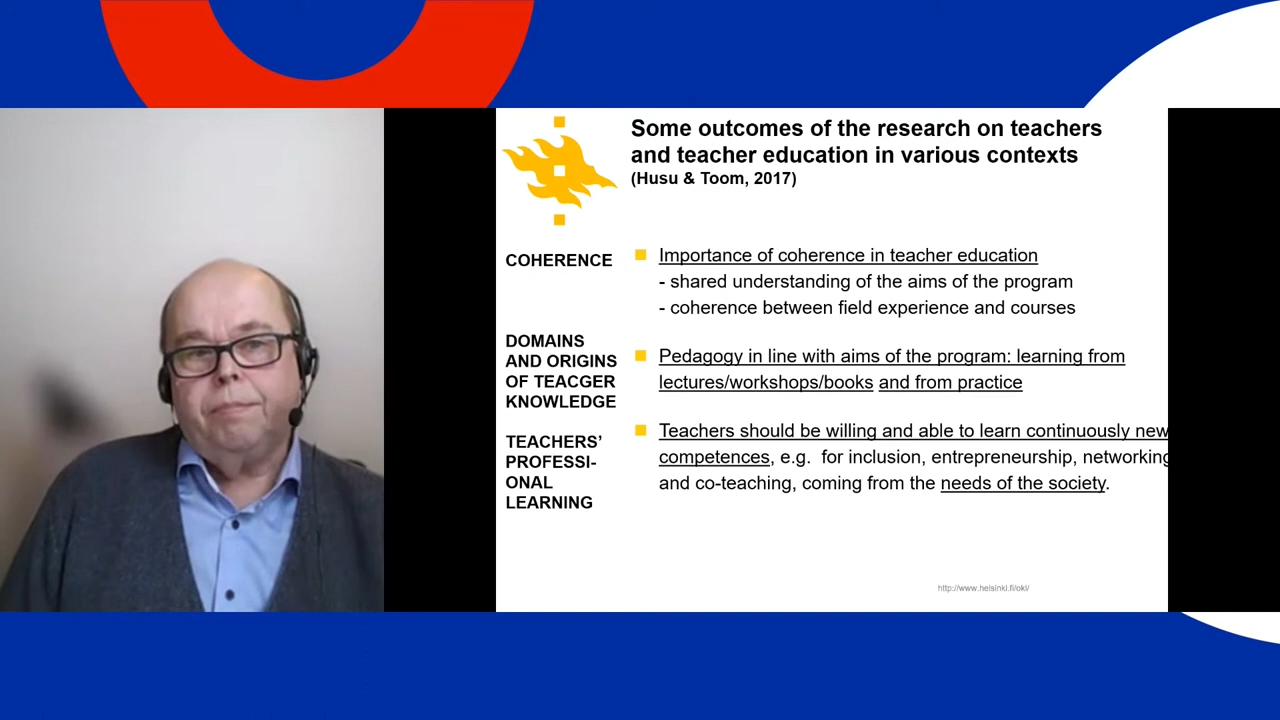 Some outcomes of the research on teachers
and teacher education in various contexts
(Husu & Toom, 2017)
COHERENCE
Importance of coherence in teacher education
- shared understanding of the aims of the program
- coherence between field experience and courses
DOMAINS
AND ORIGINS
OF TEACGER
KNOWLEDGE
Pedagogy in line with aims of the program: learning from
lectures/workshops/books and from practice
TEACHERS’
PROFESSI-
ONAL
LEARNING
Teachers should be willing and able to learn continuously new
competences, e.g. for inclusion, entrepreneurship, networking
and co-teaching, coming from the needs of the society.
http://www.helsinki.fi/okl/